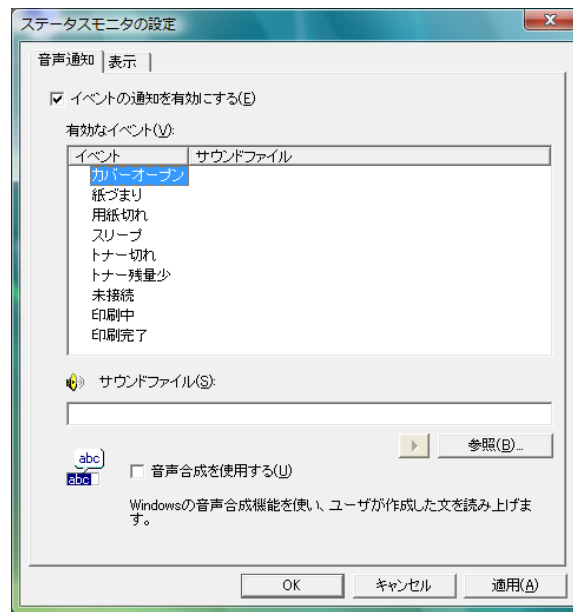 ステータスモニタの設定
音声通知 表示
イベントの通知を有効にする(E)
有効なイベント(V):
イベント サウンドファイル
カバーオープン
紙づまり
用紙切れ
スリープ
トナー切れ
トナー残量少
未接続
印刷中
印刷完了
サウンドファイル(S):
参照(B)...
abc
abc
音声合成を使用する(U)
Windowsの音声合成機能を使い、ユーザが作成した文を読み上げま
す。
OK キャンセル 適用(A)